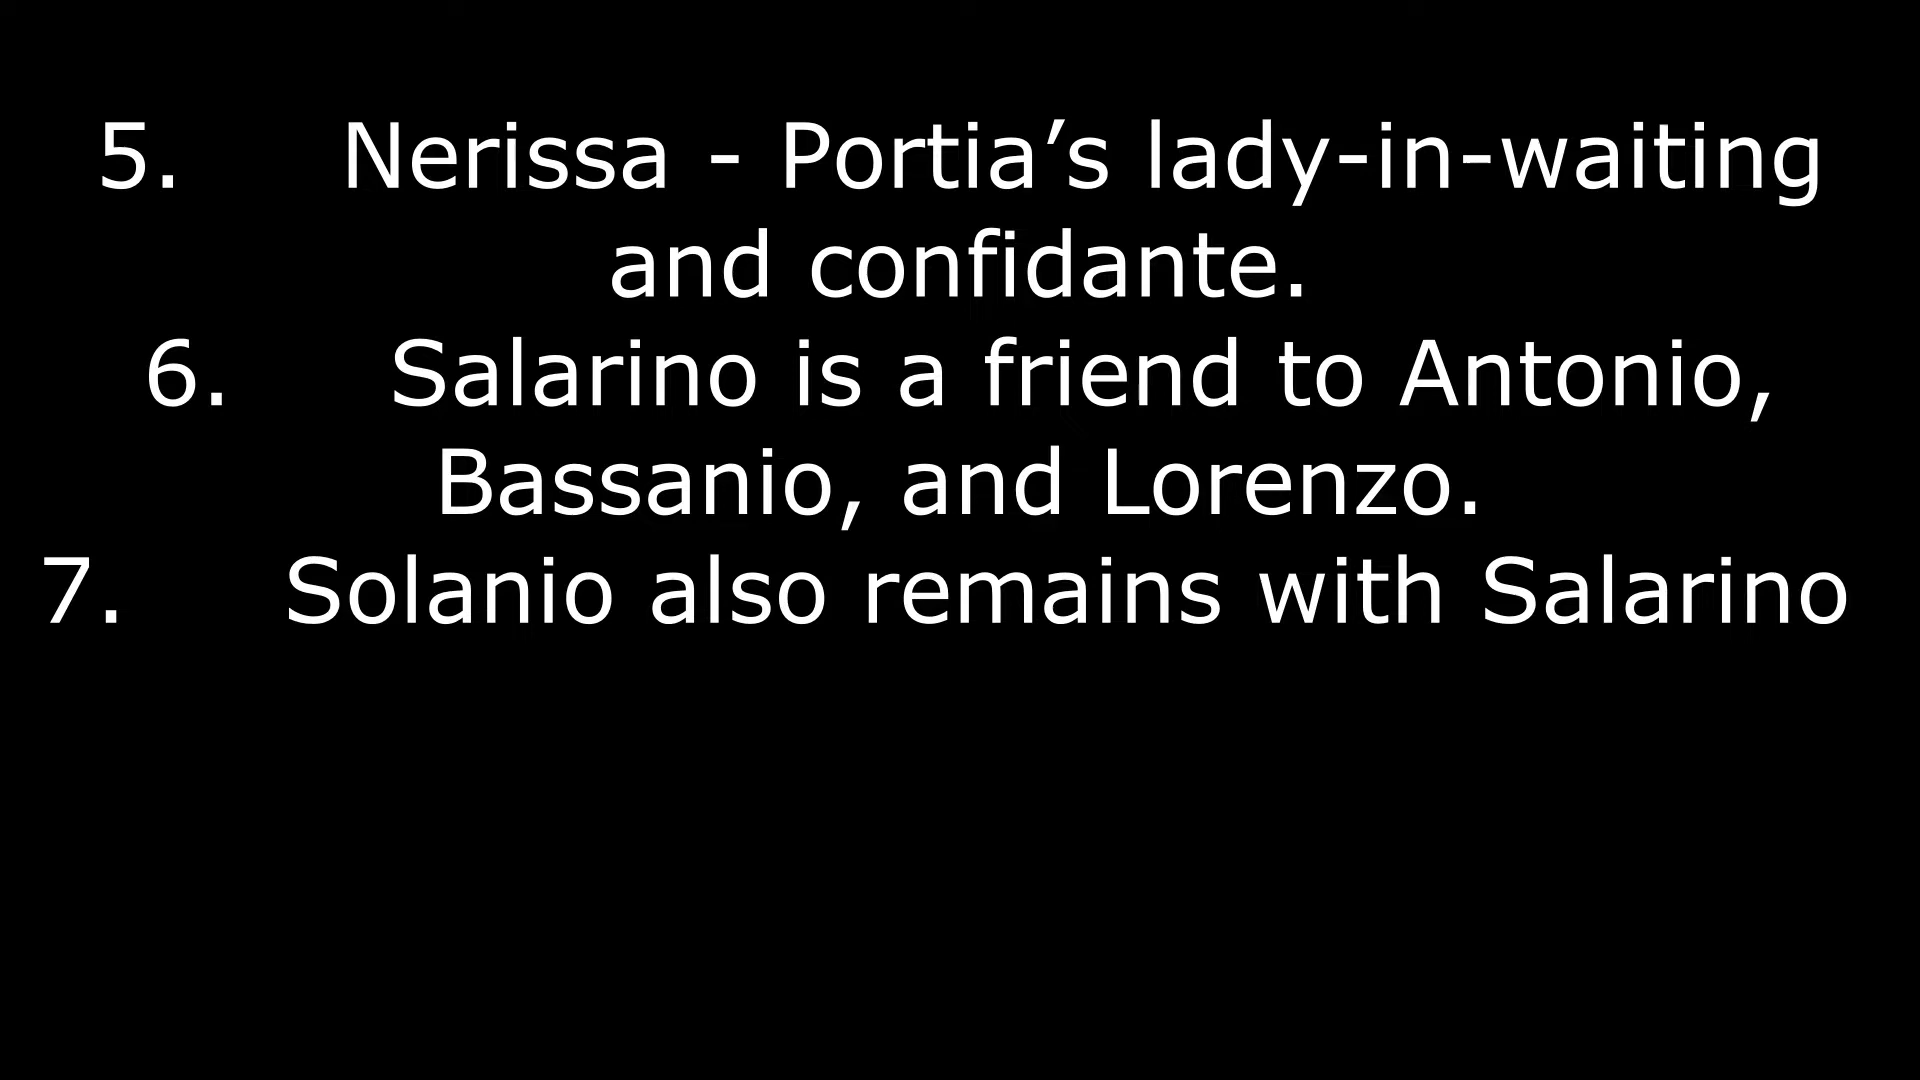 5. Nerissa - Portia’s lady-in-waiting
and confidante.
6. Salarino is a friend to Antonio,
Bassanio, and Lorenzo.
7. Solanio also remains with Salarino